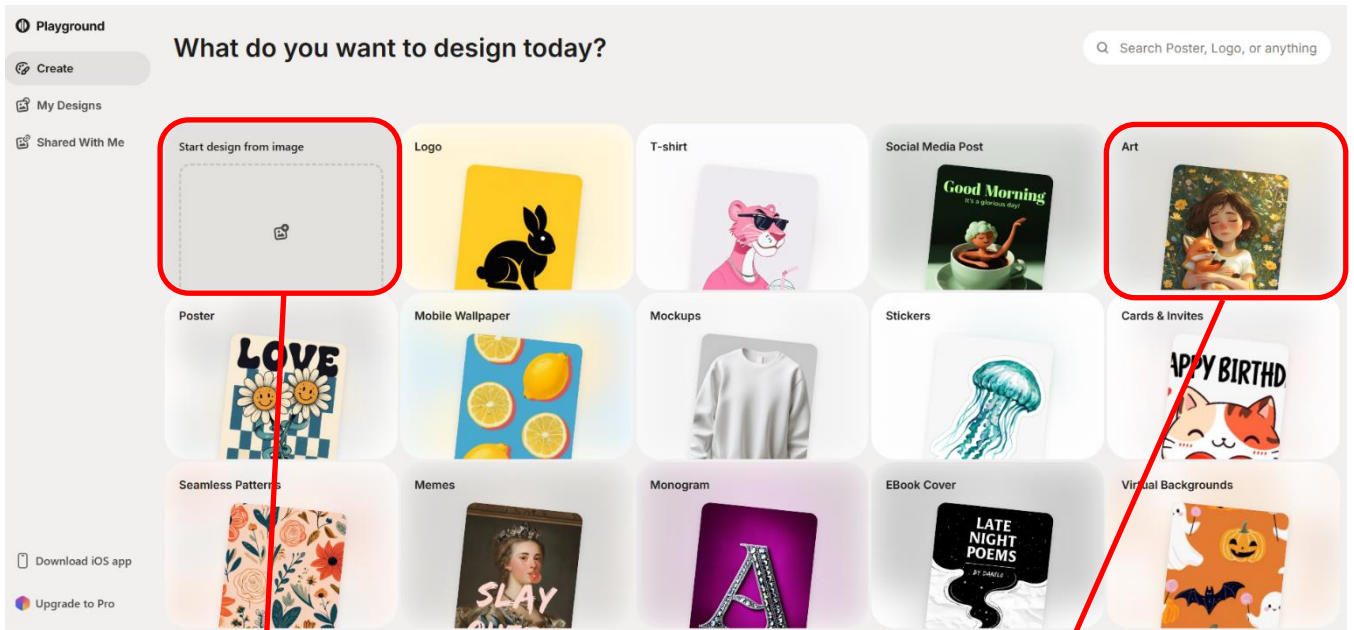 Playground
What do you want to design today?
Search Poster, Logo, or anything
Create
My Designs
Shared With Me
Start design from image
Logo
T-shirt
Social Media Post
Art
Good Morning
It's a glorious day!
Poster
Mobile Wallpaper
Mockups
Stickers
Cards & Invites
LOVE
APPY BIRTHD
Seamless Patterns
Memes
Monogram
EBook Cover
Virtual Backgrounds
SLAY
A
LATE
NIGHT
POEMS
BY DANILO
Download iOS app
Upgrade to Pro